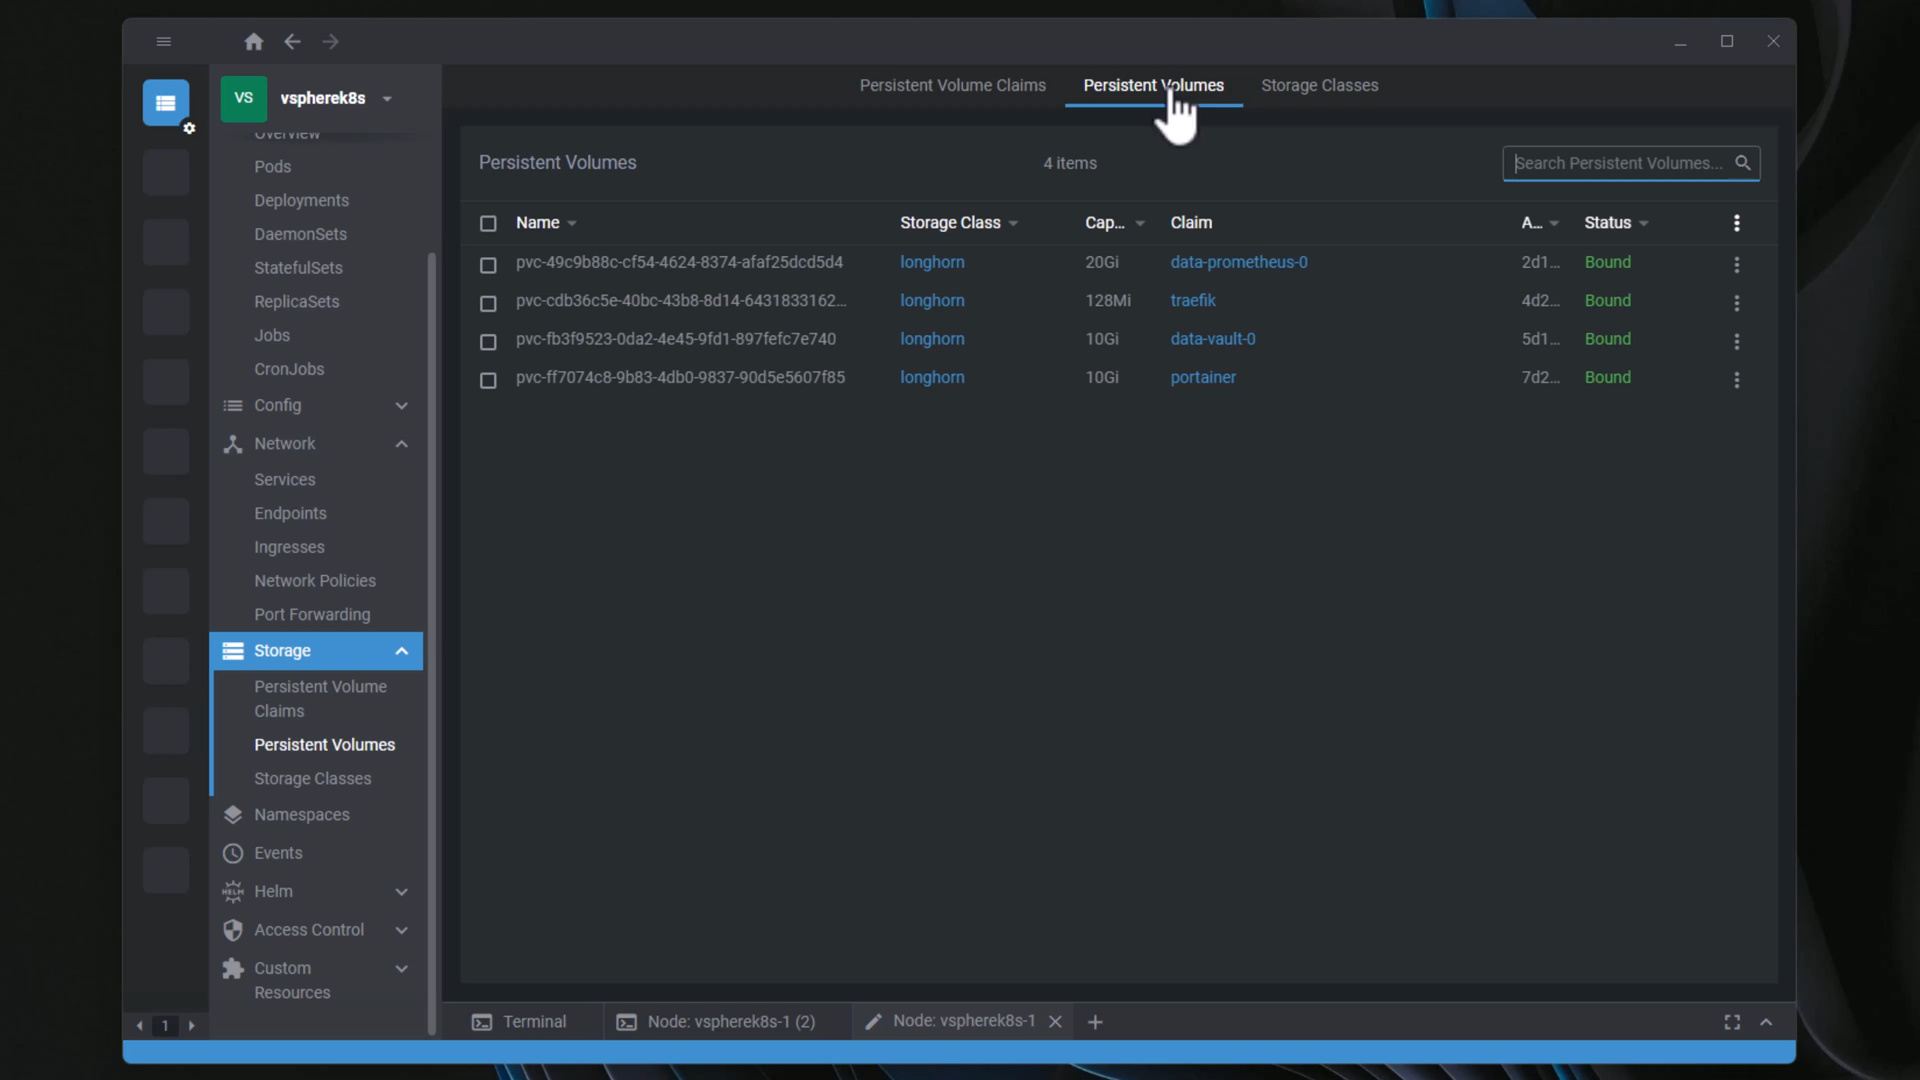 VS
vspherek8s
Overview
Pods
Deployments
DaemonSets
StatefulSets
ReplicaSets
Jobs
CronJobs
Config
Network
Services
Endpoints
Ingresses
Network Policies
Port Forwarding
Storage
Persistent Volume
Claims
Persistent Volumes
Storage Classes
Namespaces
Events
HELM
Helm
Access Control
Custom
Resources
1
Persistent Volume Claims Persistent Volumes Storage Classes
Persistent Volumes 4 items Search Persistent Volumes...
Name Storage Class Cap... Claim A... Status
pvc-49c9b88c-cf54-4624-8374-afaf25dcd5d4 longhorn 20Gi data-prometheus-0 2d1... Bound
pvc-cdb36c5e-40bc-43b8-8d14-6431833162... longhorn 128Mi traefik 4d2... Bound
pvc-fb3f9523-0da2-4e45-9fd1-897fefc7e740 longhorn 10Gi data-vault-0 5d1... Bound
pvc-ff7074c8-9b83-4db0-9837-90d5e5607f85 longhorn 10Gi portainer 7d2... Bound
Terminal Node: vspherek8s-1 (2) Node: vspherek8s-1